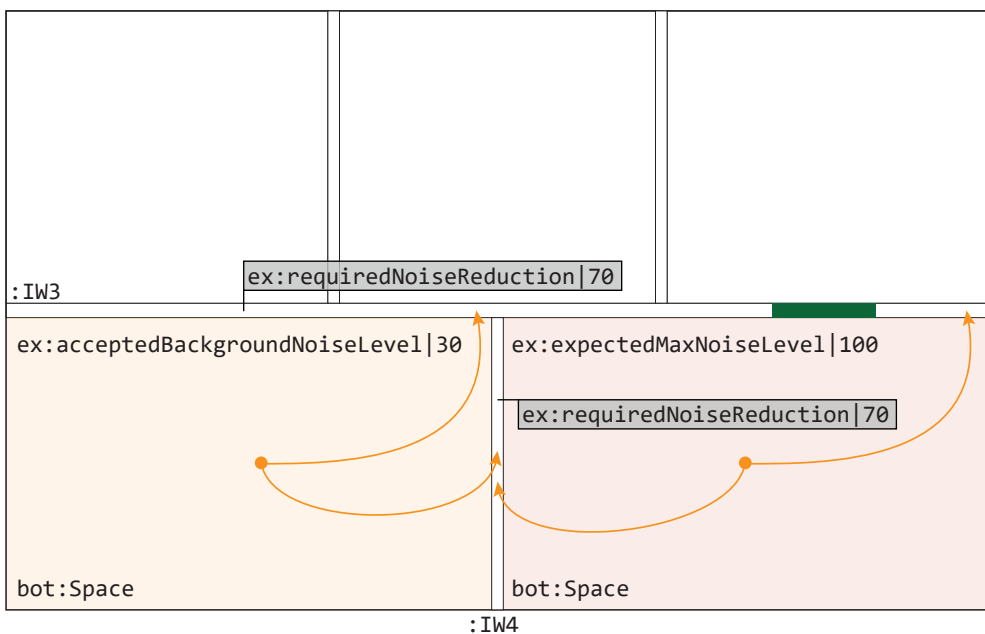 ex:requiredNoiseReduction|70
:IW3
ex:acceptedBackgroundNoiseLevel|30
ex:expectedMaxNoiseLevel|100
ex:requiredNoiseReduction|70
bot:Space
bot:Space
:IW4